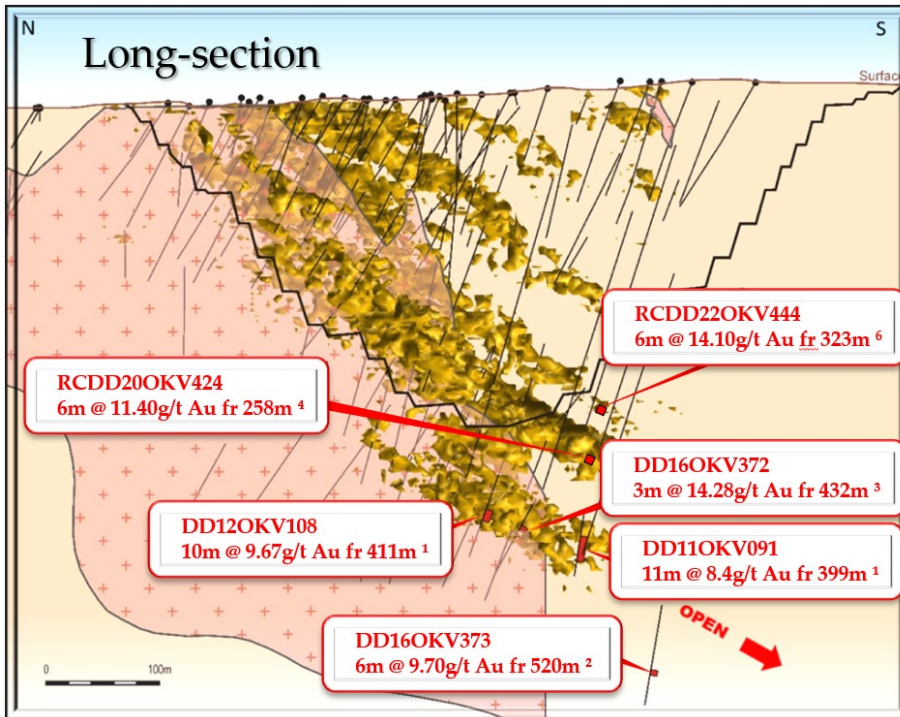 N
S
Long-section
Surface
RCDD22OKV444
6m @ 14.10g/t Au fr 323m ⁶
RCDD20OKV424
6m @ 11.40g/t Au fr 258m ⁴
DD16OKV372
3m @ 14.28g/t Au fr 432m ³
DD12OKV108
10m @ 9.67g/t Au fr 411m ¹
DD11OKV091
11m @ 8.4g/t Au fr 399m ¹
OPEN
DD16OKV373
6m @ 9.70g/t Au fr 520m ²
0 100m